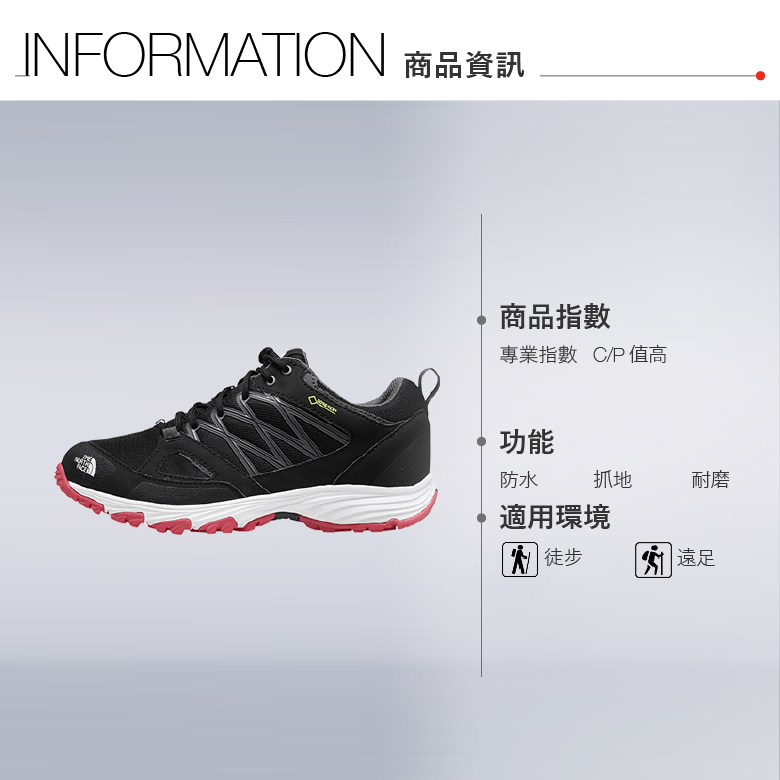 INFORMATION 商品資訊
商品指數
專業指數 C/P 值高
功能
防水 抓地 耐磨
適用環境
徒步 遠足
THE
NORTH
FACE
GORE-TEX